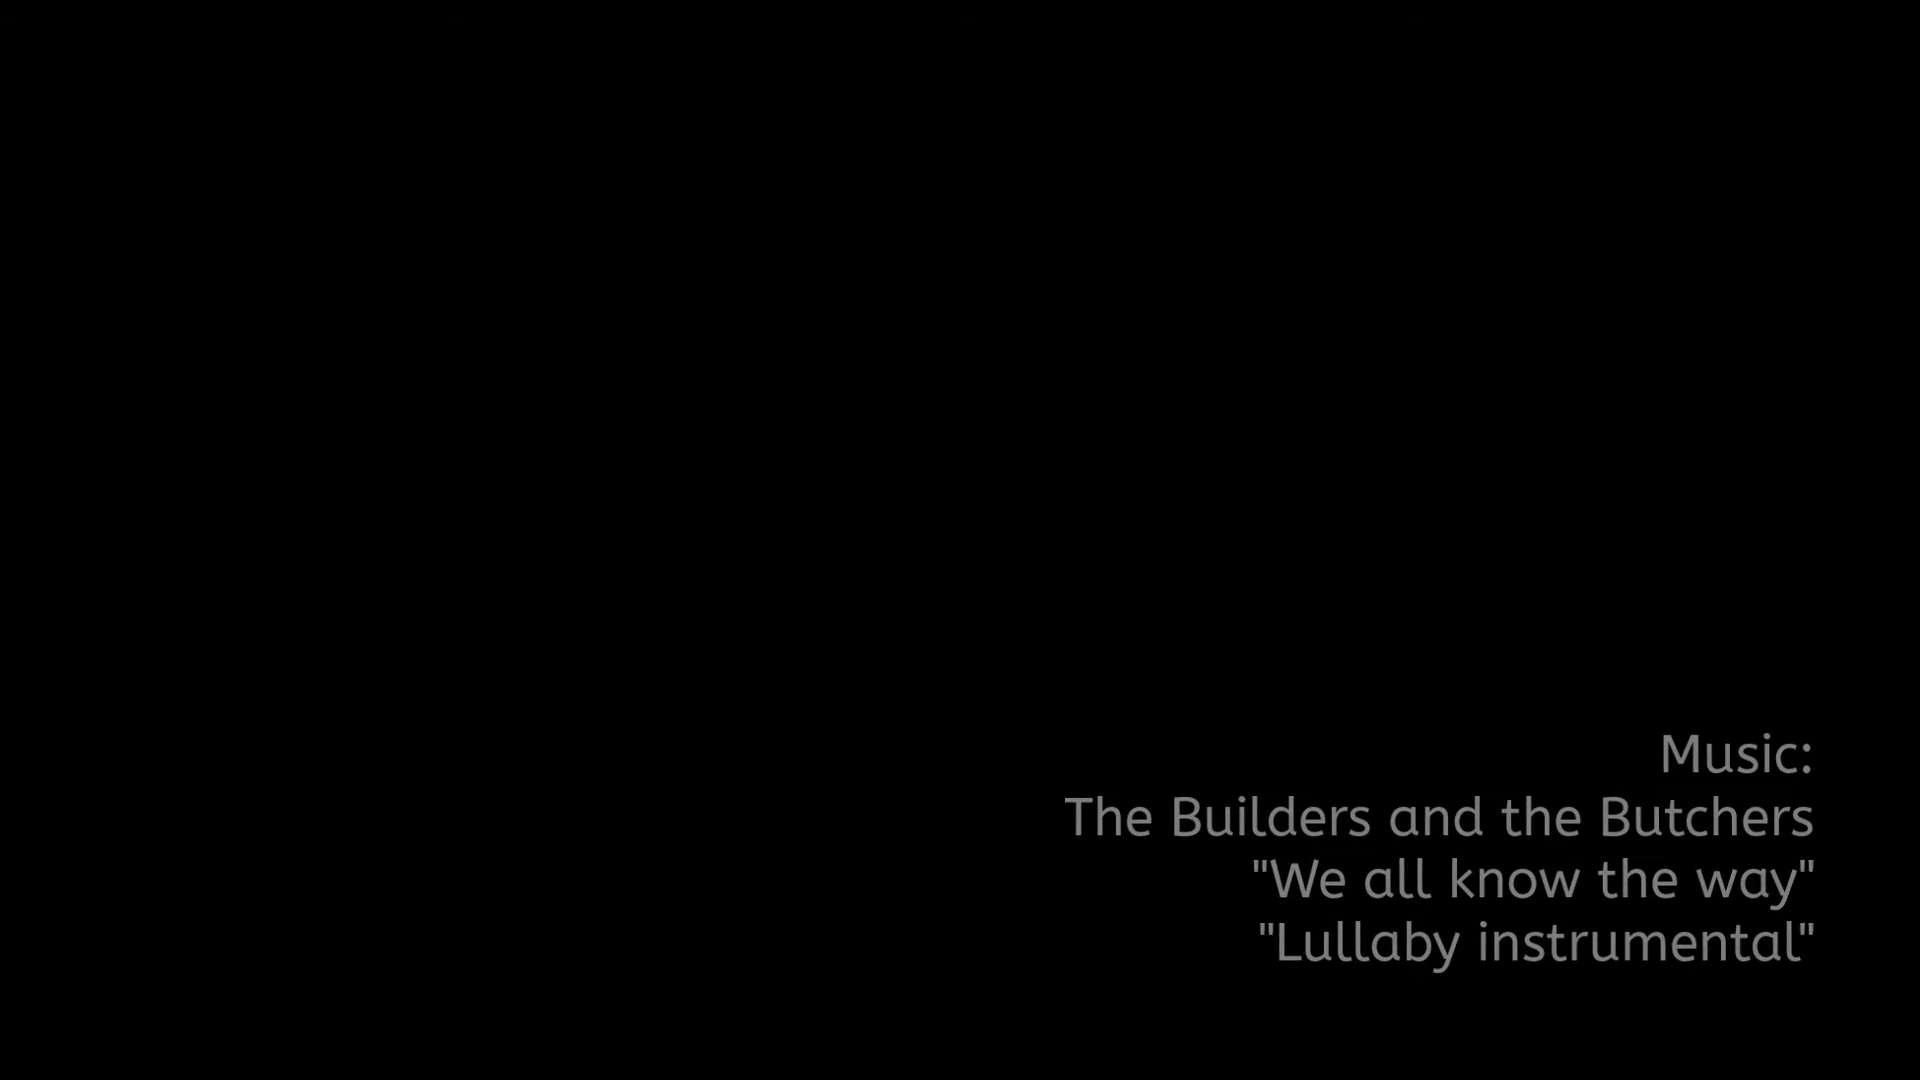 Music:
The Builders and the Butchers
"We all know the way"
"Lullaby instrumental"